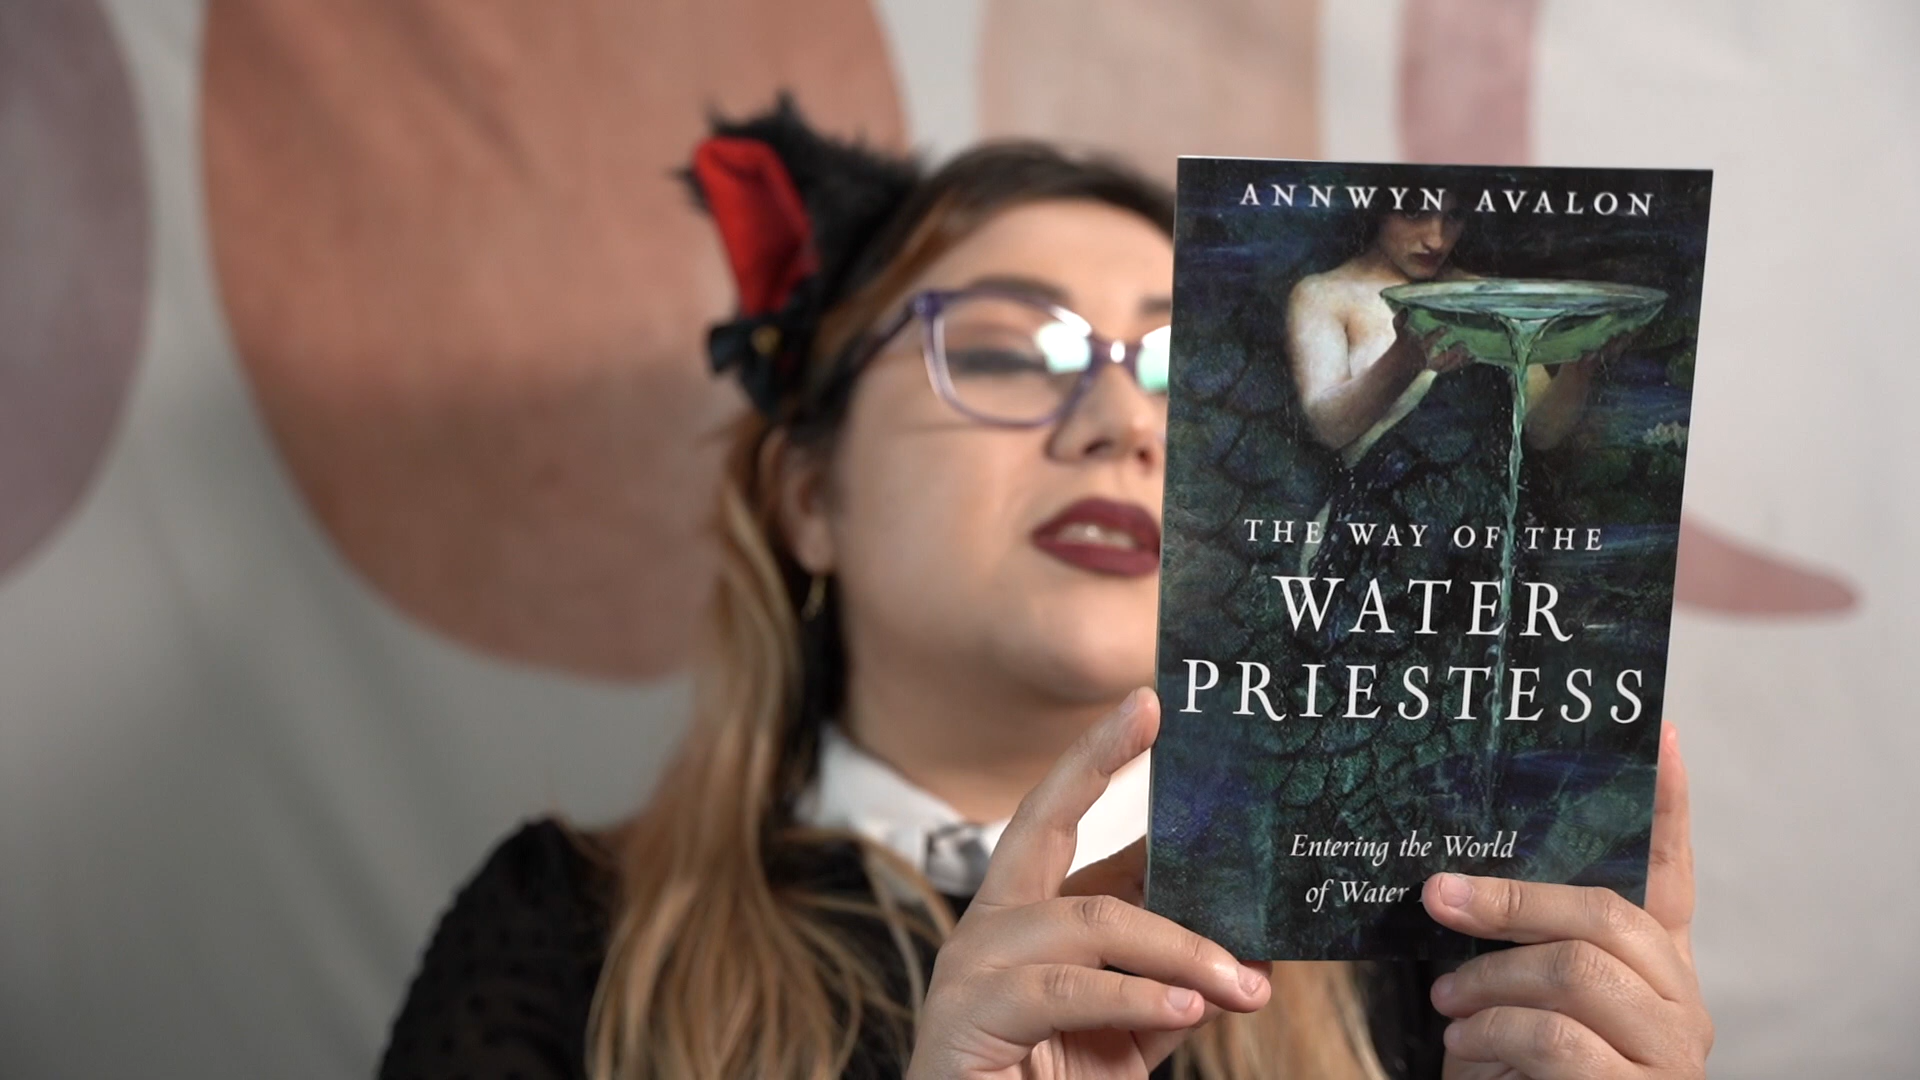 ANNWYN AVALON
THE WAY OF THE
WATER
PRIESTESS
Entering the World
of Water